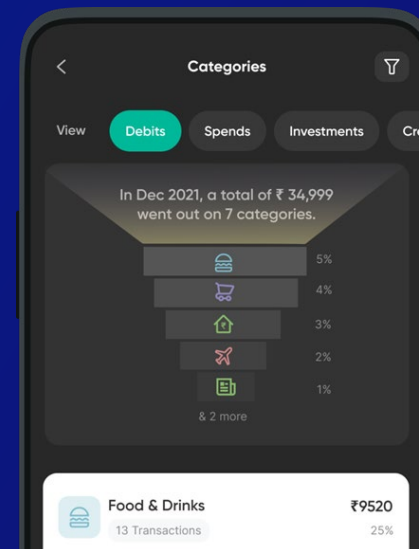 Categories
View Debits Spends Investments
In Dec 2021, a total of ₹ 34,999
went out on 7 categories.
5%
4%
₹ 3%
2%
1%
& 2 more
Food & Drinks ₹9520
13 Transactions 25%